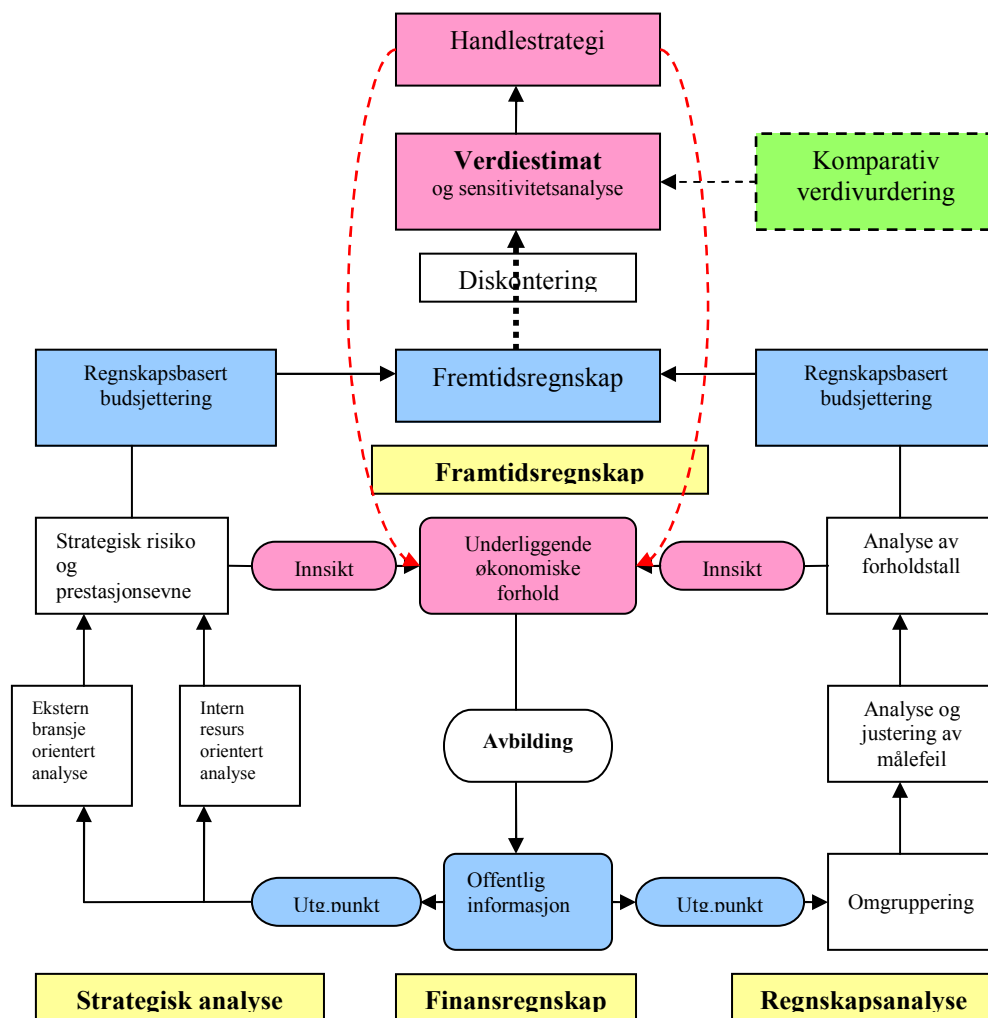 Handlestrategi
Verdiestimat
og sensitivitetsanalyse
Komparativ
verdivurdering
Diskontering
Regnskapsbasert
budsjettering
Fremtidsregnskap
Regnskapsbasert
budsjettering
Framtidsregnskap
Strategisk risiko
og
prestasjonsevne
Innsikt
Underliggende
økonomiske
forhold
Innsikt
Analyse av
forholdstall
Ekstern
bransje
orientert
analyse
Intern
resurs
orientert
analyse
Avbilding
Analyse og
justering av
målefeil
Utg.punkt
Offentlig
informasjon
Utg.punkt
Omgruppering
Strategisk analyse
Finansregnskap
Regnskapsanalyse